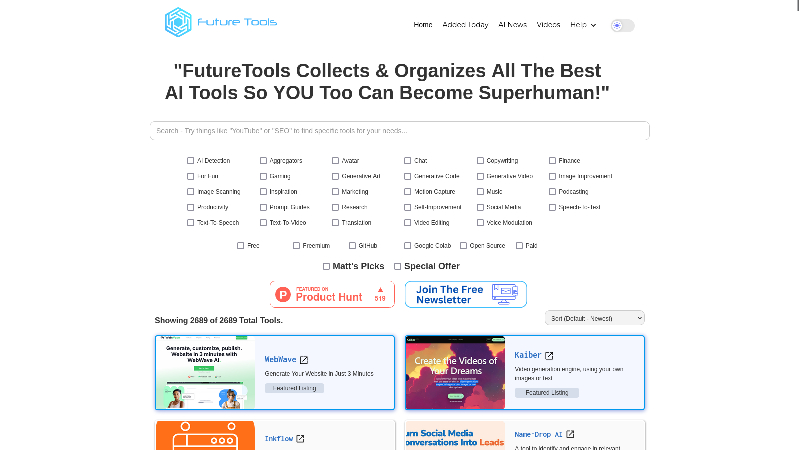 Future Tools
Home Added Today AI News Videos Help
"FutureTools Collects & Organizes All The Best
AI Tools So YOU Too Can Become Superhuman!"
Search - Try things like "YouTube" or "SEO" to find specific tools for your needs...
AI Detection Aggregators Avatar Chat Copywriting Finance
For Fun Gaming Generative Art Generative Code Generative Video Image Improvement
Image Scanning Inspiration Marketing Motion Capture Music Podcasting
Productivity Prompt Guides Research Self-Improvement Social Media Speech-To-Text
Text-To-Speech Text-To-Video Translation Video Editing Voice Modulation
Free Freemium GitHub Google Colab Open Source Paid
Matt's Picks Special Offer
P FEATURED ON
Product Hunt
519
Join The Free
Newsletter
Showing 2689 of 2689 Total Tools.
Sort (Default - Newest)
Generate, customize, publish.
Website in 3 minutes with
WebWave AI.
WebWave
Generate Your Website in Just 3 Minutes
Featured Listing
Create the Videos of
Your Dreams
Kaiber
Video generation engine, using your own
images or text
Featured Listing
Inkflow
urn Social Media
onversations Into Leads
Name-Drop AI
A tool to identify and engage in relevant